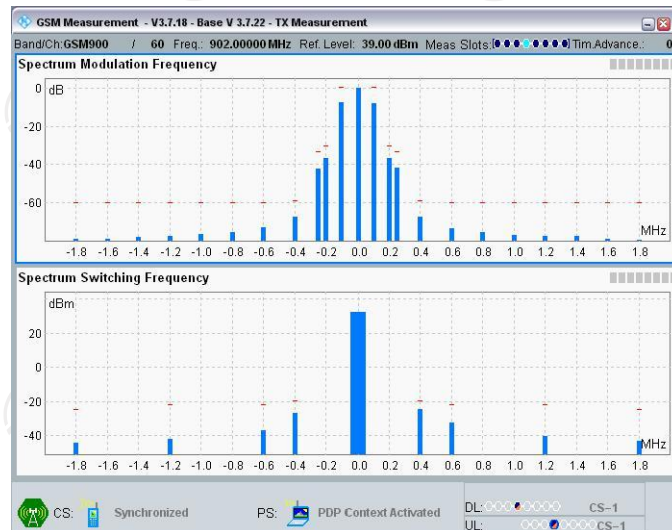 GSM Measurement - V3.7.18 - Base V 3.7.22 - TX Measurement
Band/Ch:GSM900 / 60 Freq.: 902.00000 MHz Ref. Level: 39.00 dBm Meas Slots: Tim.Advance.: 0
Spectrum Modulation Frequency
dB
0
-20
-40
-60
MHz
-1.8 -1.6 -1.4 -1.2 -1.0 -0.8 -0.6 -0.4 -0.2 0.0 0.2 0.4 0.6 0.8 1.0 1.2 1.4 1.6 1.8
Spectrum Switching Frequency
dBm
20
0
-20
-40
MHz
-1.8 -1.6 -1.4 -1.2 -1.0 -0.8 -0.6 -0.4 -0.2 0.0 0.2 0.4 0.6 0.8 1.0 1.2 1.4 1.6 1.8
CS: Synchronized PS: PDP Context Activated DL: CS-1
UL: CS-1